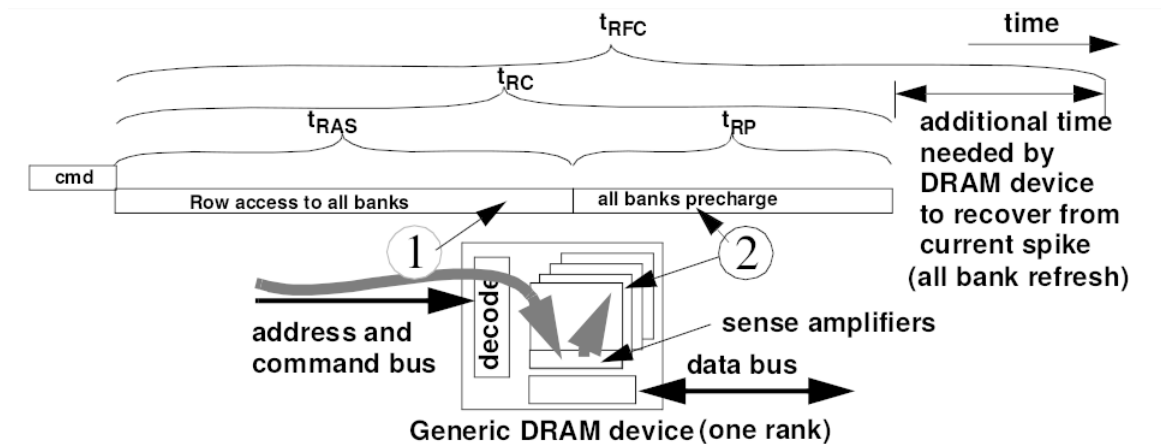 tRFC
time
tRC
tRAS
tRP
additional time
needed by
DRAM device
to recover from
current spike
(all bank refresh)
cmd
Row access to all banks
all banks precharge
1
2
decode
address and
command bus
sense amplifiers
data bus
Generic DRAM device (one rank)